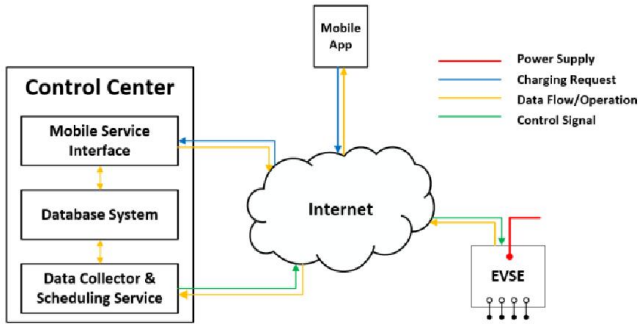 Mobile
App
Power Supply
Charging Request
Data Flow/Operation
Control Signal
Control Center
Mobile Service
Interface
Database System
Data Collector &
Scheduling Service
Internet
EVSE